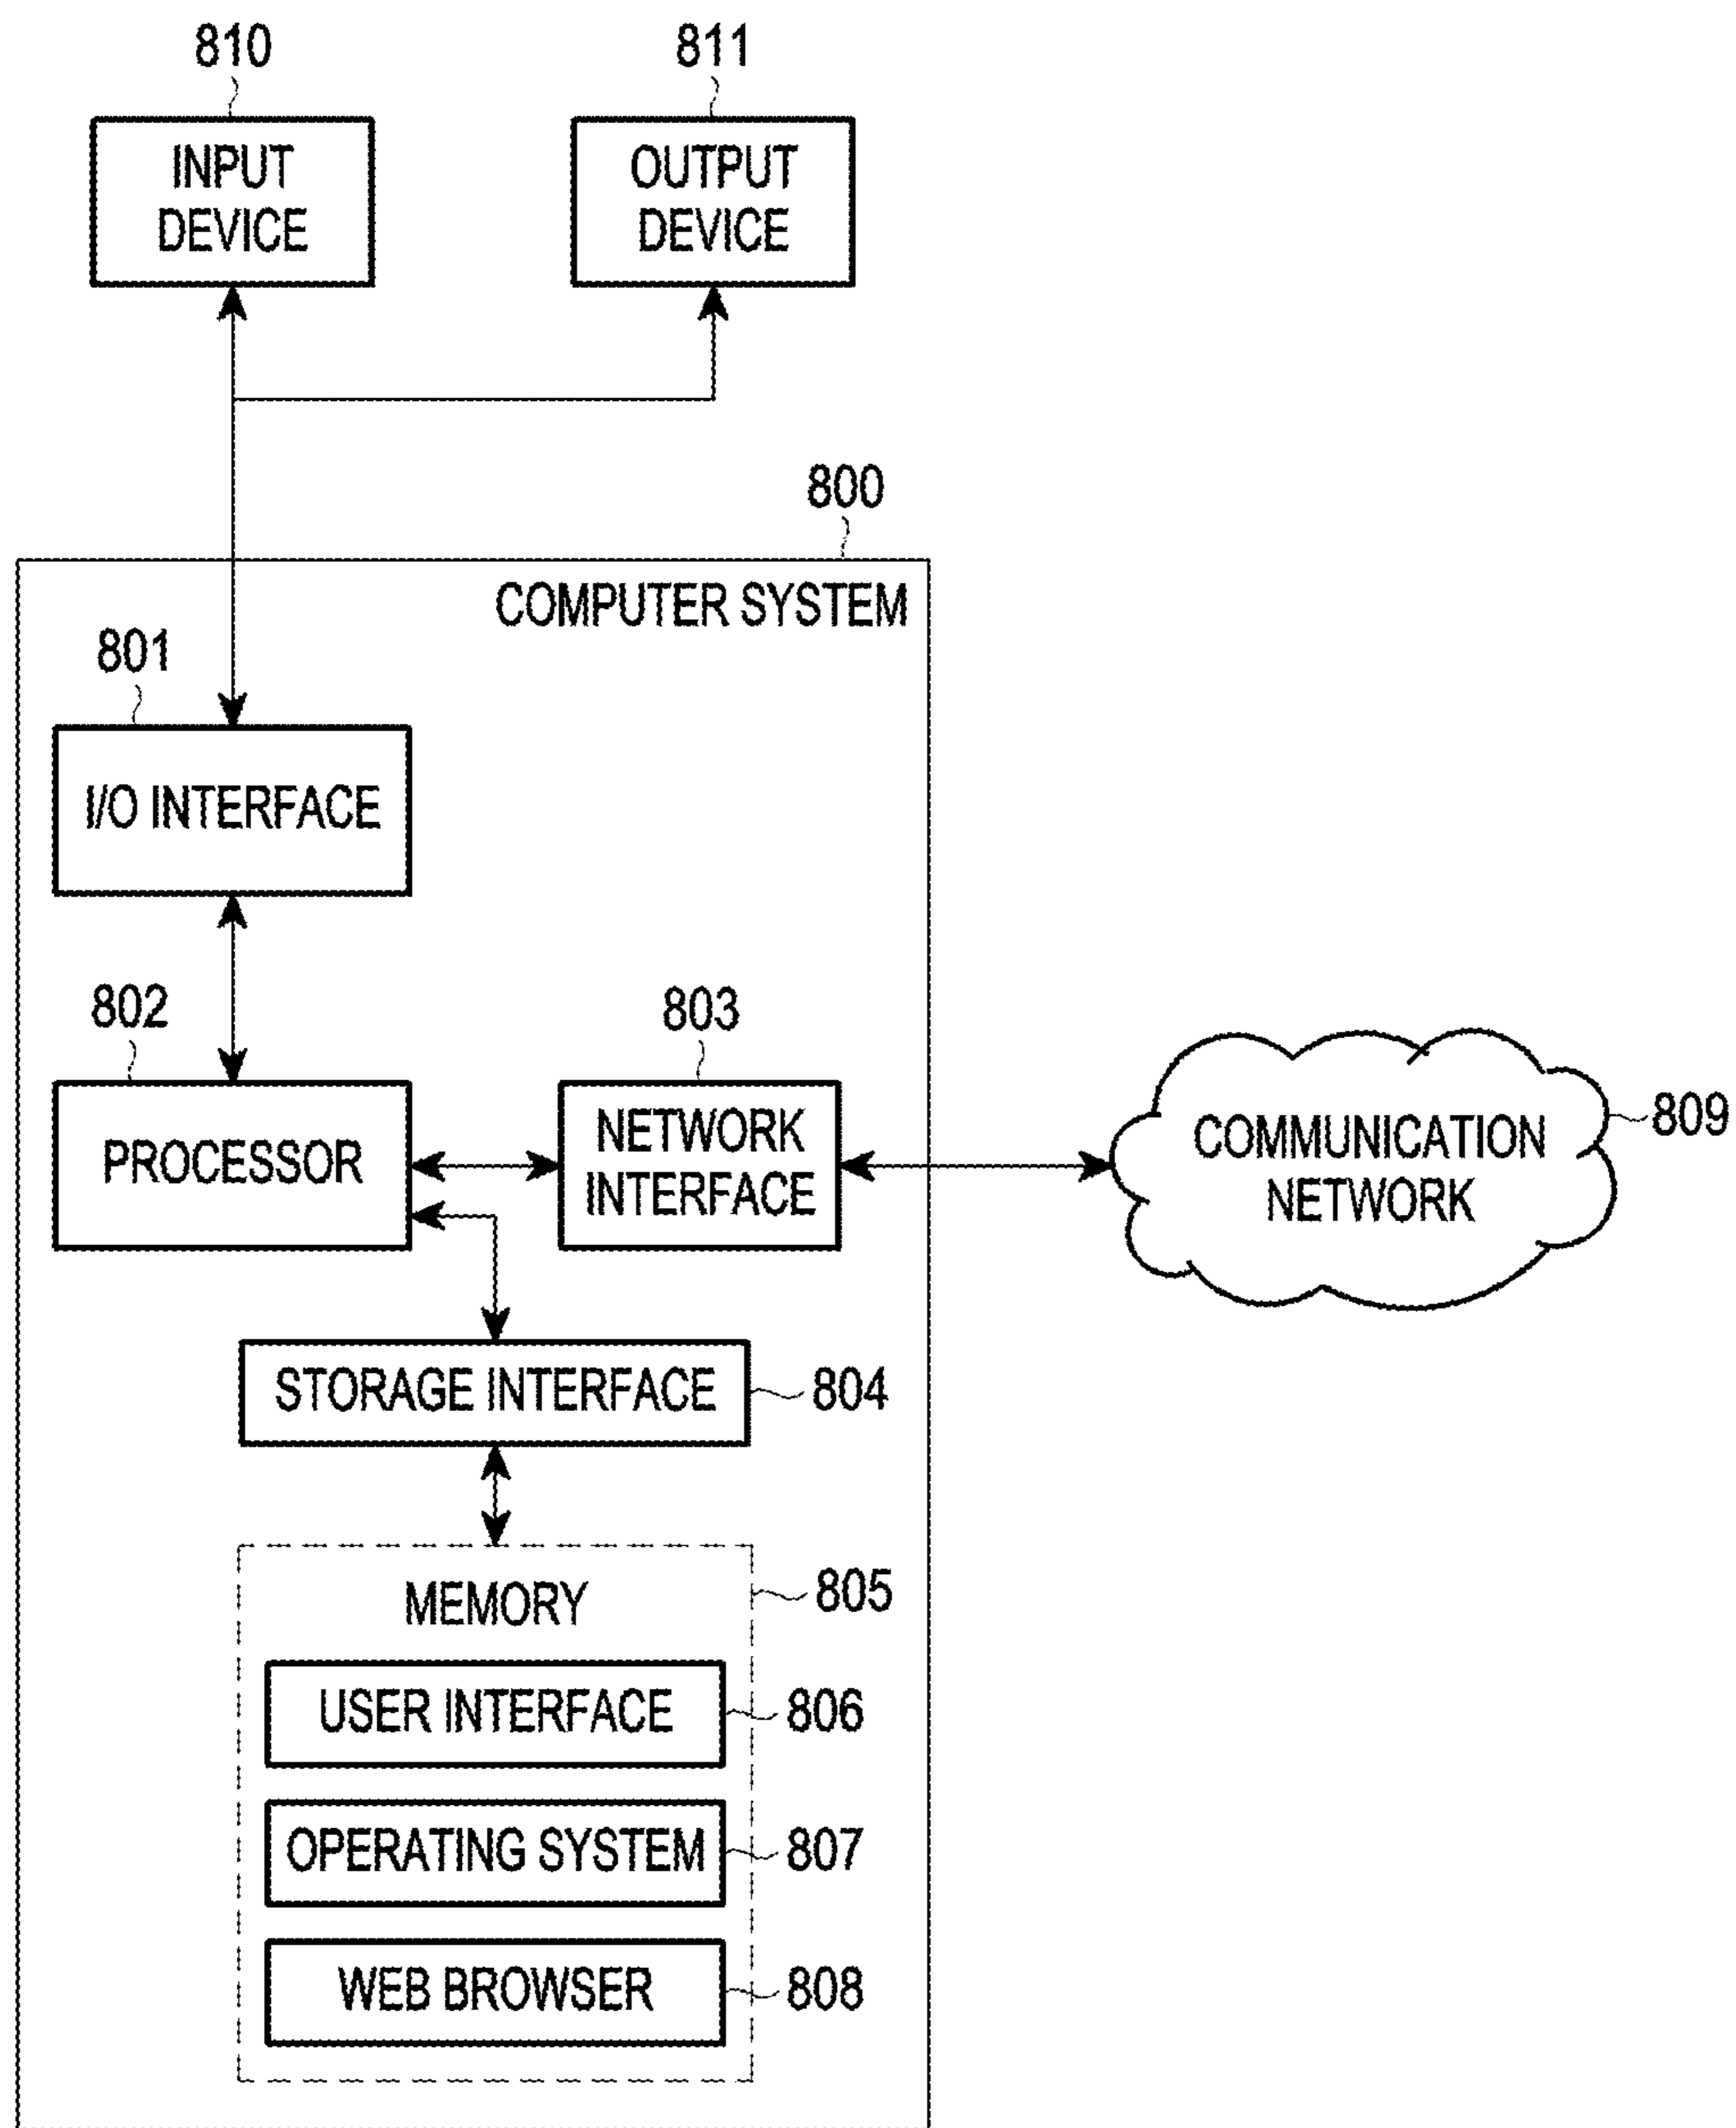 810
811
INPUT
DEVICE
OUTPUT
DEVICE
800
COMPUTER SYSTEM
801
I/O INTERFACE
802
803
PROCESSOR
NETWORK
INTERFACE
COMMUNICATION
NETWORK
809
STORAGE INTERFACE
804
MEMORY
805
USER INTERFACE
806
OPERATING SYSTEM
807
WEB BROWSER
808